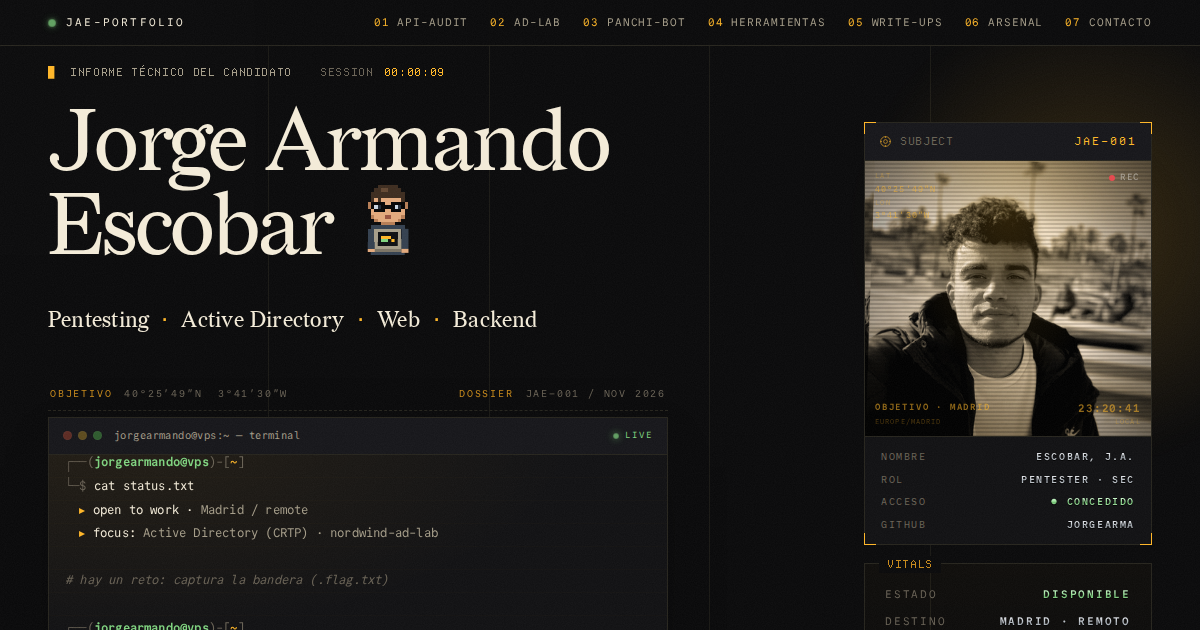 JAE-PORTFOLIO
01 API-AUDIT 02 AD-LAB 03 PANCHI-BOT 04 HERRAMIENTAS 05 WRITE-UPS 06 ARSENAL 07 CONTACTO
INFORME TÉCNICO DEL CANDIDATO SESSION 00:00:09
Jorge Armando
Escobar
Pentesting · Active Directory · Web · Backend
OBJETIVO 40°25′49″N 3°41′30″W DOSSIER JAE-001 / NOV 2026
jorgearmando@vps:~ — terminal LIVE
┌──(jorgearmando@vps)-[~]
└─$ cat status.txt
▸ open to work · Madrid / remote
▸ focus: Active Directory (CRTP) · nordwind-ad-lab
# hay un reto: captura la bandera (.flag.txt)
┌──(jorgearmando@vps)-[~]
SUBJECT JAE-001
REC
OBJETIVO · MADRID 23:20:41
EUROPE/MADRID
NOMBRE ESCOBAR, J.A.
ROL PENTESTER · SEC
ACCESO CONCEDIDO
GITHUB JORGEARMA
VITALS
ESTADO DISPONIBLE
DESTINO MADRID · REMOTO